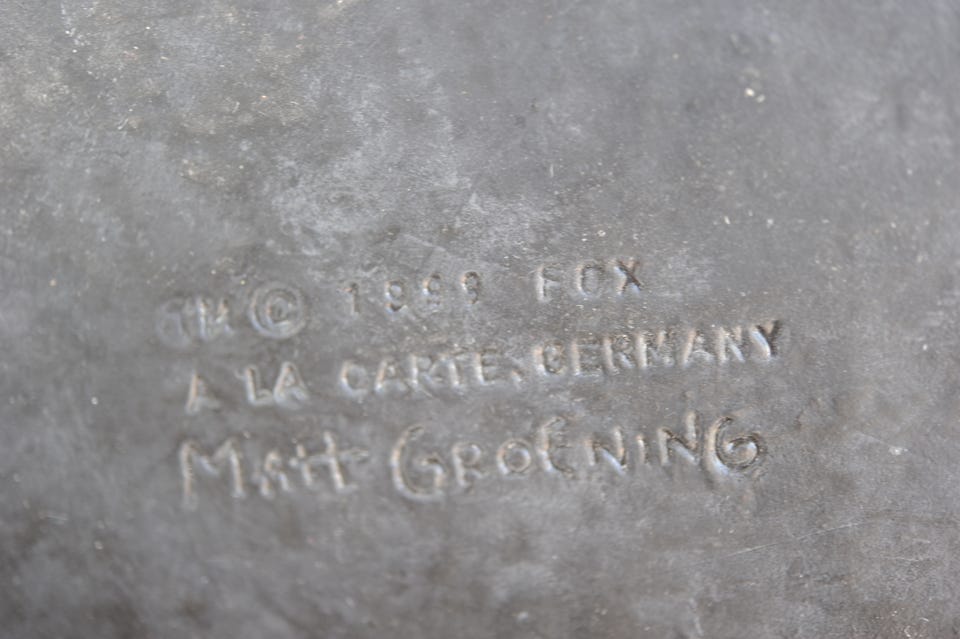 TM © 1999 FOX
A LA CARTE, GERMANY
Matt GROENING